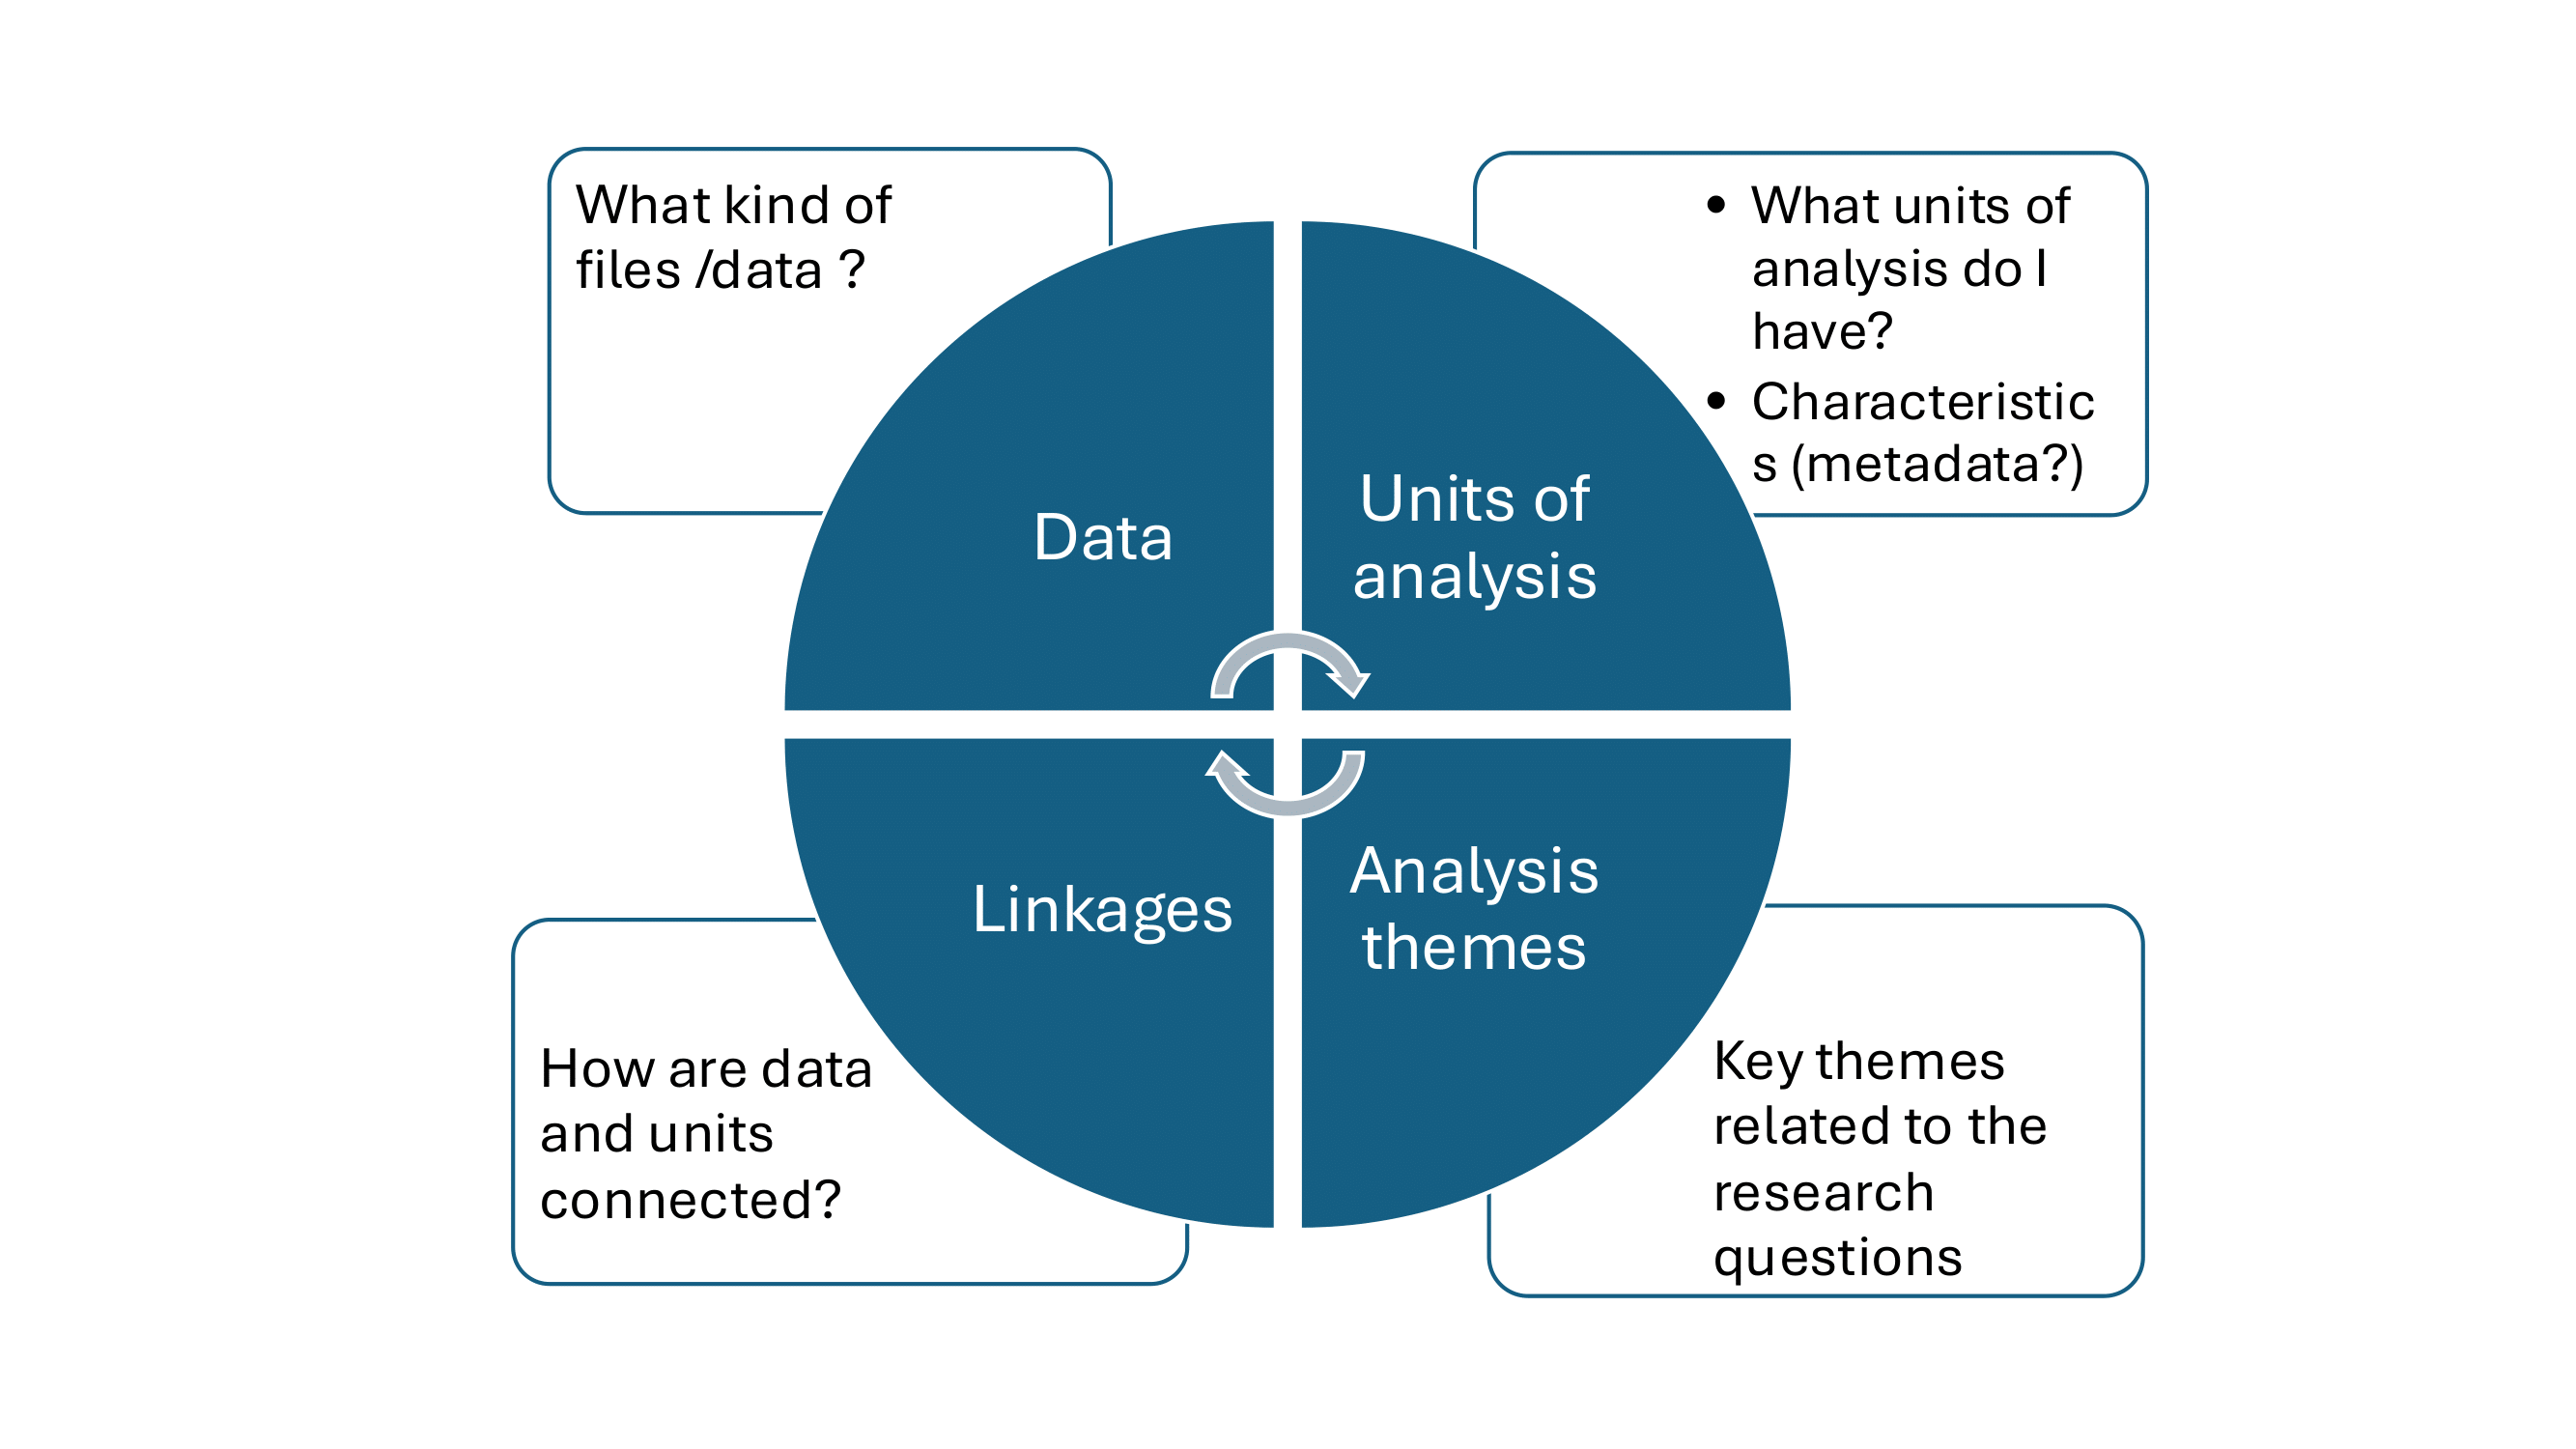 What kind of
files /data ?
• What units of
analysis do I
have?
• Characteristic
s (metadata?)
Data
Units of
analysis
Linkages
Analysis
themes
How are data
and units
connected?
Key themes
related to the
research
questions